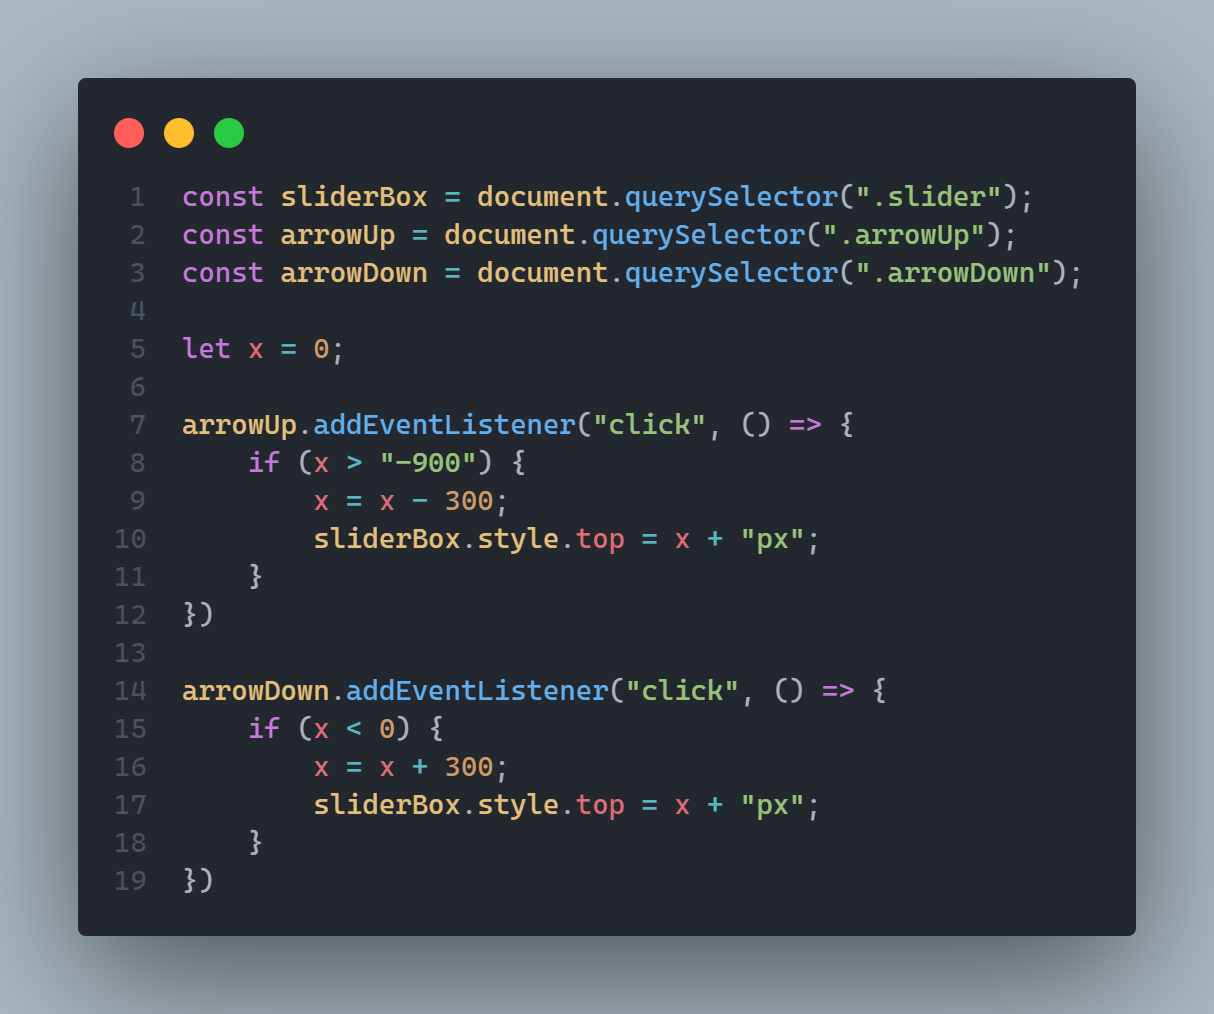 1 const sliderBox = document.querySelector(".slider");
2 const arrowUp = document.querySelector(".arrowUp");
3 const arrowDown = document.querySelector(".arrowDown");
4
5 let x = 0;
6
7 arrowUp.addEventListener("click", () => {
8     if (x > "-900") {
9         x = x - 300;
10         sliderBox.style.top = x + "px";
11     }
12 })
13
14 arrowDown.addEventListener("click", () => {
15     if (x < 0) {
16         x = x + 300;
17         sliderBox.style.top = x + "px";
18     }
19 })